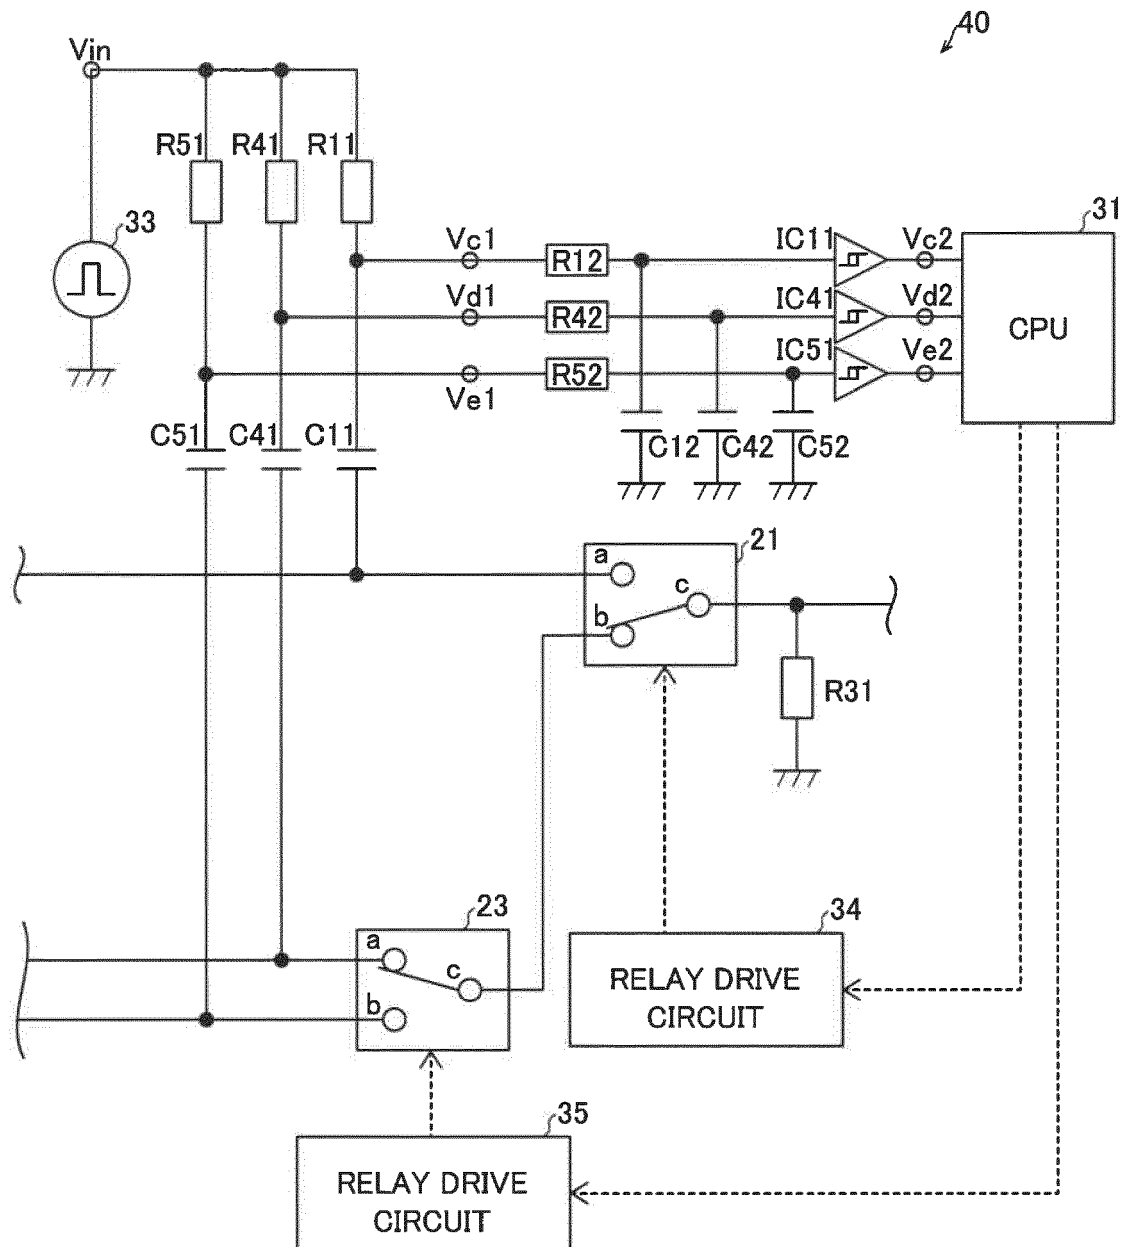 40
Vin
R51 R41 R11
33
31
Vc1 R12 IC11 Vc2
Vd1 R42 IC41 Vd2
CPU
R52 IC51 Ve2
Ve1
C51 C41 C11
C12 C42 C52
21
a
c
b
R31
23
34
a
c
b
RELAY DRIVE
CIRCUIT
35
RELAY DRIVE
CIRCUIT